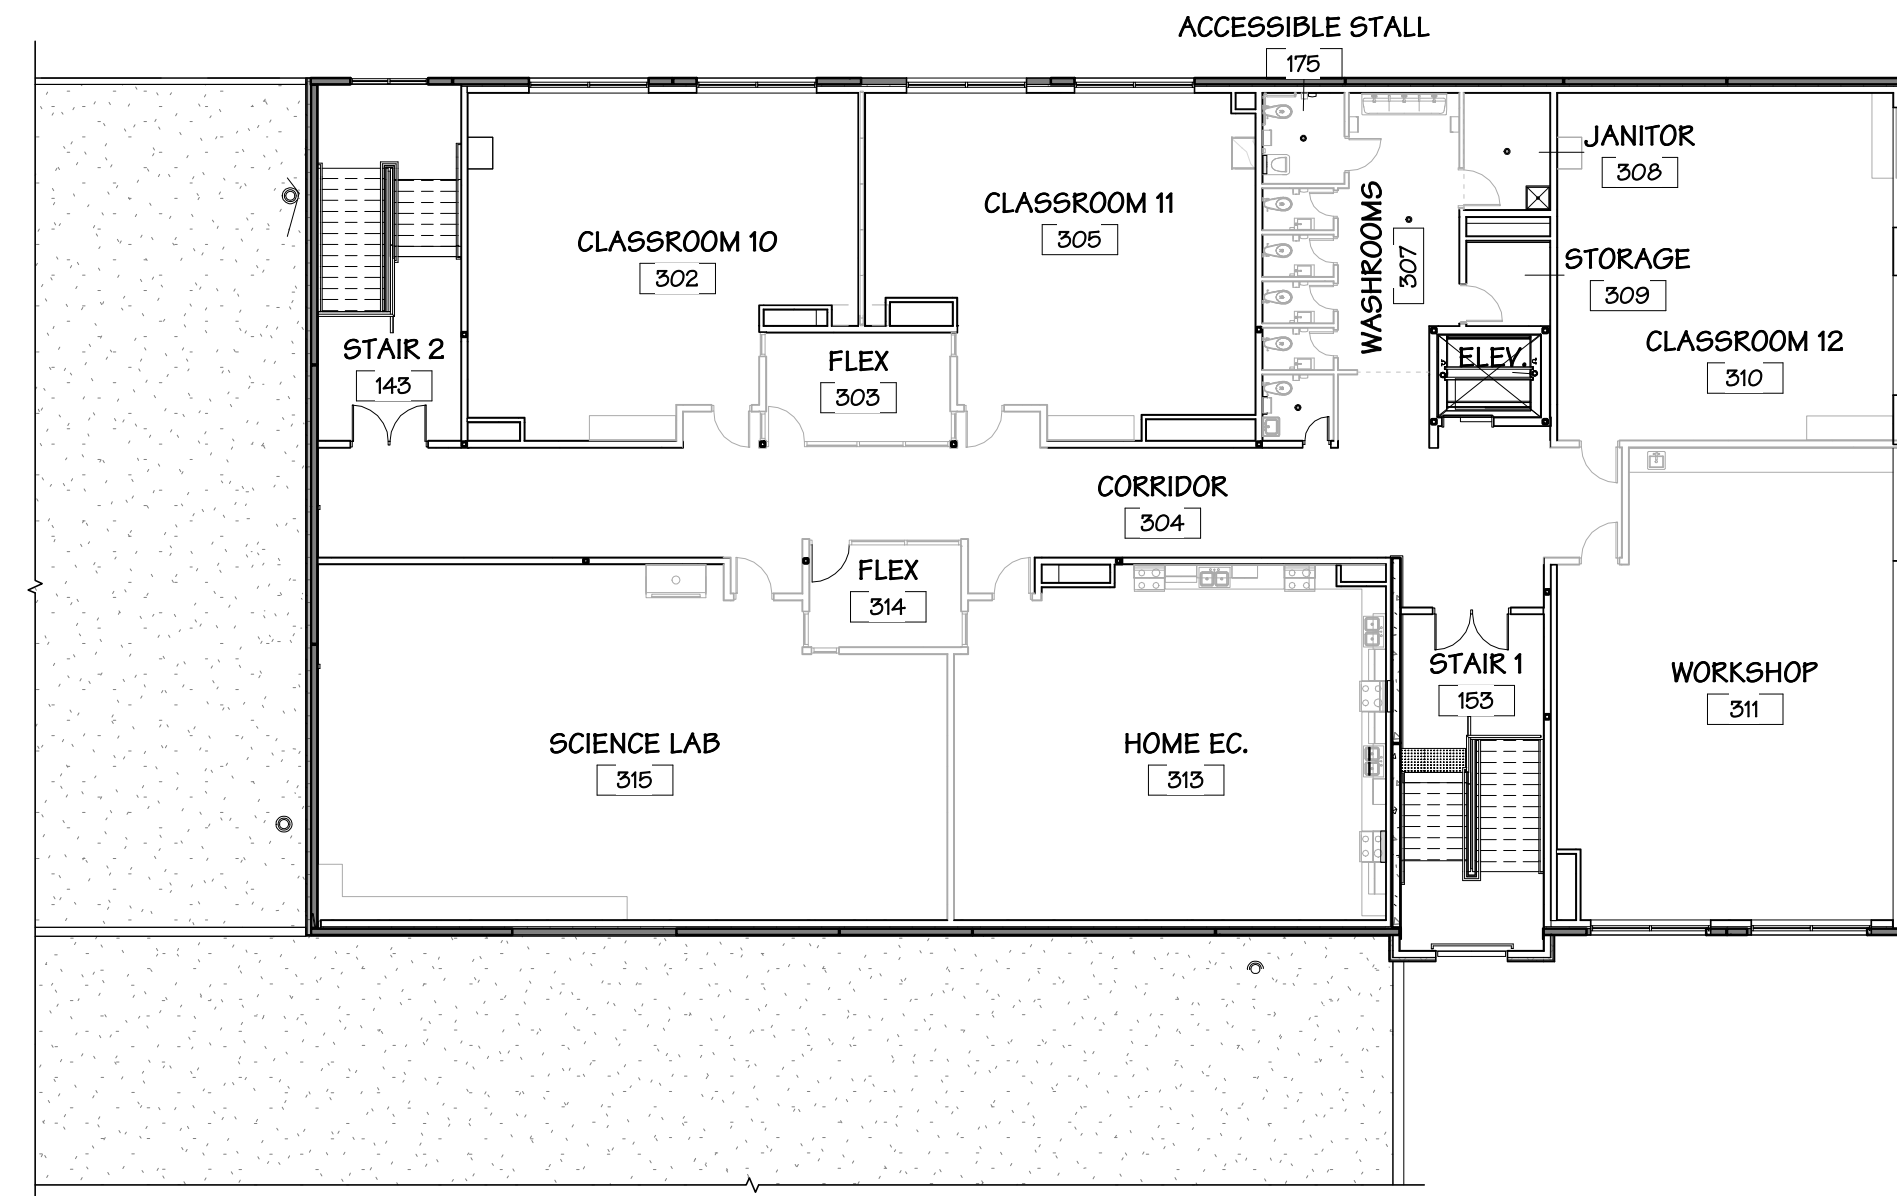 ACCESSIBLE STALL
175
JANITOR
308
CLASSROOM 11
305
CLASSROOM 10
302
WASHROOMS
307
STORAGE
309
CLASSROOM 12
310
STAIR 2
143
FLEX
303
ELEV.
CORRIDOR
304
FLEX
314
STAIR 1
153
WORKSHOP
311
SCIENCE LAB
315
HOME EC.
313